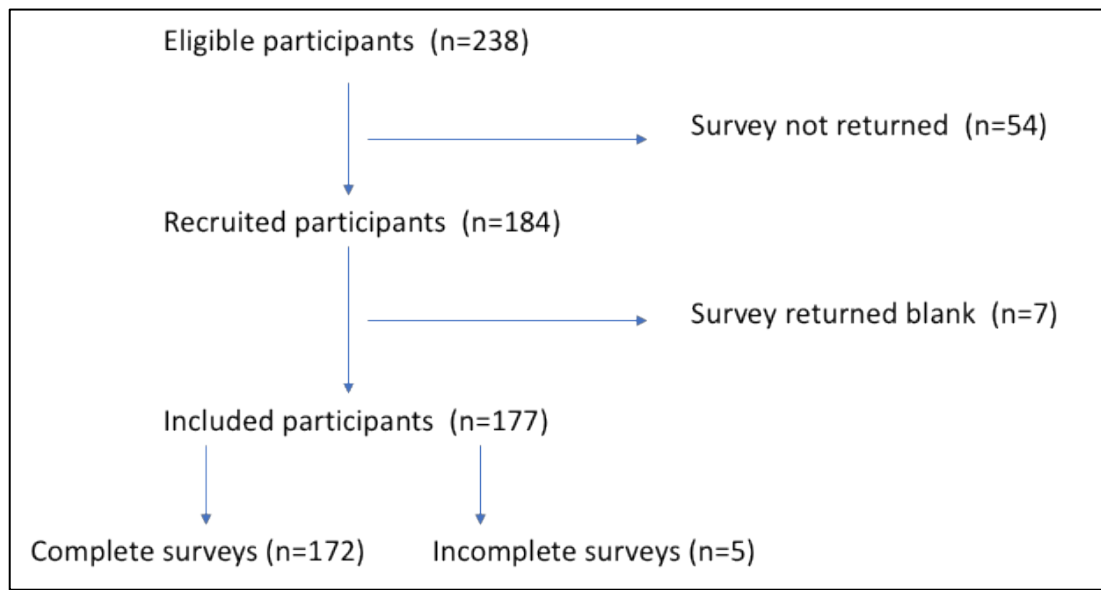 Eligible participants (n=238)
Survey not returned (n=54)
Recruited participants (n=184)
Survey returned blank (n=7)
Included participants (n=177)
Complete surveys (n=172)
Incomplete surveys (n=5)